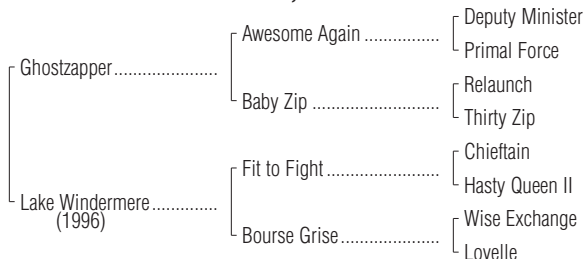 Deputy Minister
Awesome Again ................
Primal Force
Ghostzapper.....................
Relaunch
Baby Zip ...........................
Thirty Zip
Chieftain
Fit to Fight ........................
Hasty Queen II
Lake Windermere.............
(1996)
Wise Exchange
Bourse Grise.....................
Lovelle